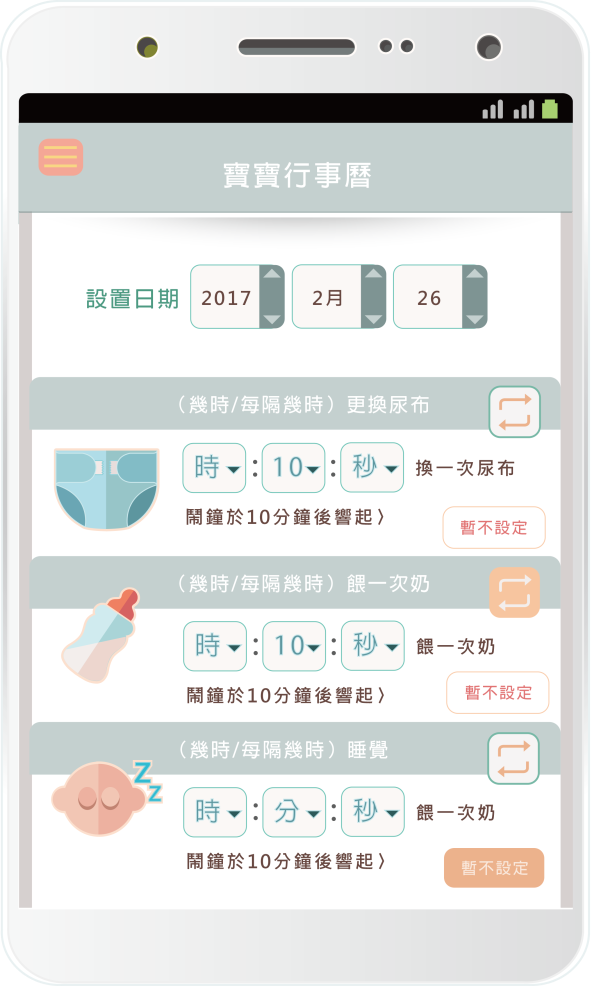 寶寶行事曆
設置日期 2017 2月 26
（幾時/每隔幾時）更換尿布
時 : 10 : 秒 換一次尿布
鬧鐘於10分鐘後響起〉
暫不設定
（幾時/每隔幾時）餵一次奶
時 : 10 : 秒 餵一次奶
鬧鐘於10分鐘後響起〉
暫不設定
（幾時/每隔幾時）睡覺
Z
Z
時 : 分 : 秒 餵一次奶
鬧鐘於10分鐘後響起〉
暫不設定